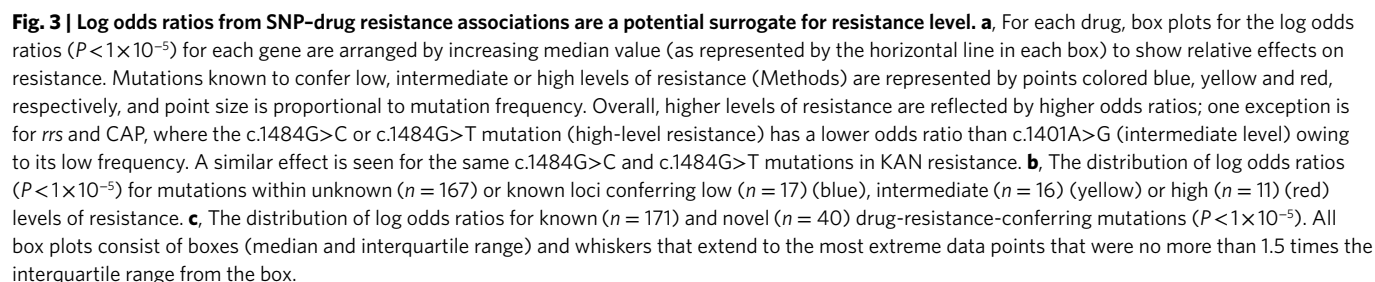 Fig. 3 | Log odds ratios from SNP–drug resistance associations are a potential surrogate for resistance level. a, For each drug, box plots for the log odds
ratios (P < 1 × 10⁻⁵) for each gene are arranged by increasing median value (as represented by the horizontal line in each box) to show relative effects on
resistance. Mutations known to confer low, intermediate or high levels of resistance (Methods) are represented by points colored blue, yellow and red,
respectively, and point size is proportional to mutation frequency. Overall, higher levels of resistance are reflected by higher odds ratios; one exception is
for rrs and CAP, where the c.1484G>C or c.1484G>T mutation (high-level resistance) has a lower odds ratio than c.1401A>G (intermediate level) owing
to its low frequency. A similar effect is seen for the same c.1484G>C and c.1484G>T mutations in KAN resistance. b, The distribution of log odds ratios
(P < 1 × 10⁻⁵) for mutations within unknown (n = 167) or known loci conferring low (n = 17) (blue), intermediate (n = 16) (yellow) or high (n = 11) (red)
levels of resistance. c, The distribution of log odds ratios for known (n = 171) and novel (n = 40) drug-resistance-conferring mutations (P < 1 × 10⁻⁵). All
box plots consist of boxes (median and interquartile range) and whiskers that extend to the most extreme data points that were no more than 1.5 times the
interquartile range from the box.